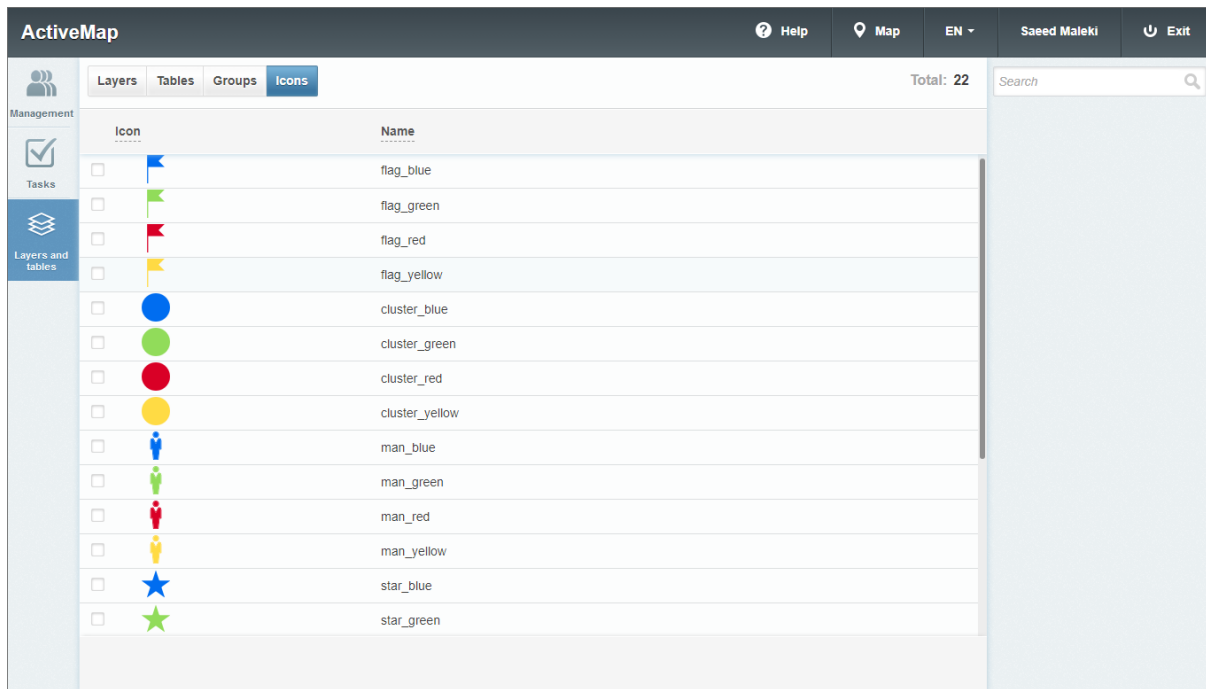 ActiveMap
Help
Map
EN
Saeed Maleki
Exit
Management
Tasks
Layers and
tables
Layers
Tables
Groups
Icons
Total: 22
Search
Icon
Name
flag_blue
flag_green
flag_red
flag_yellow
cluster_blue
cluster_green
cluster_red
cluster_yellow
man_blue
man_green
man_red
man_yellow
star_blue
star_green